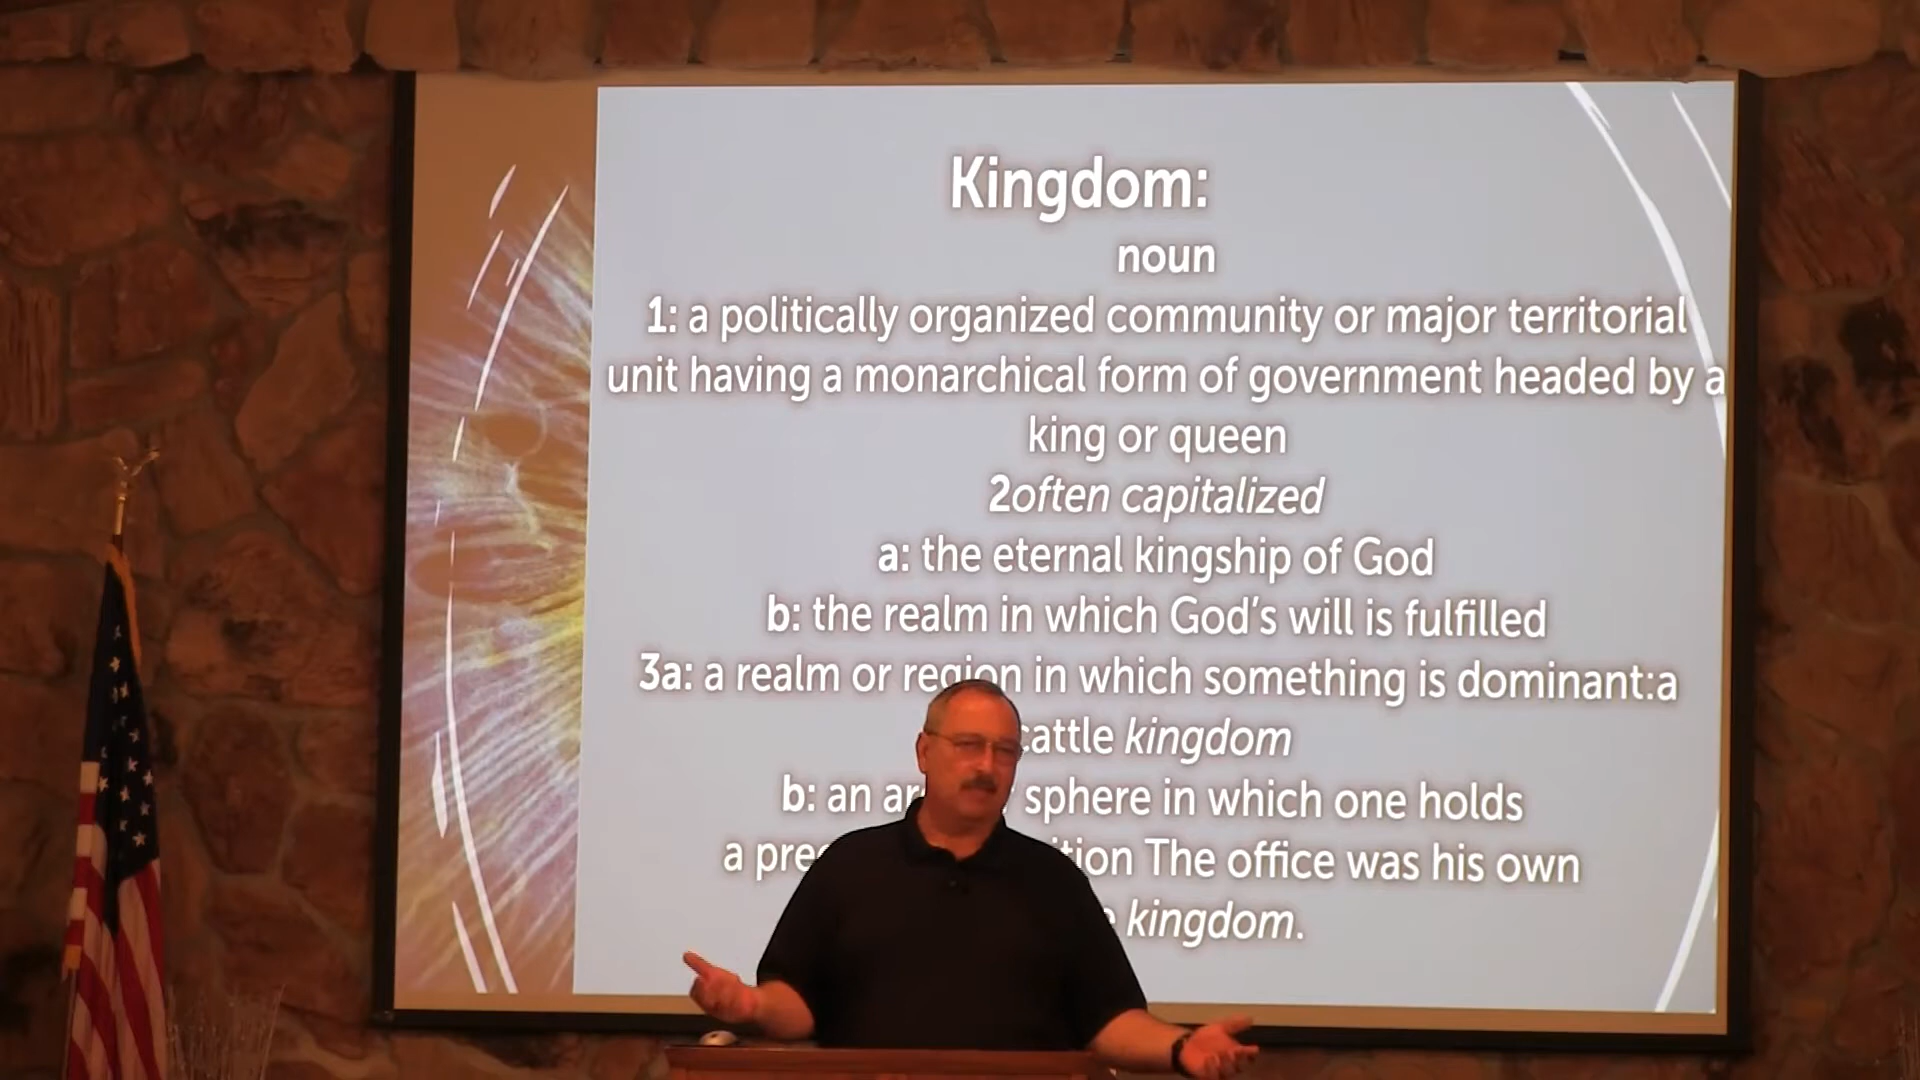 Kingdom:
noun
1: a politically organized community or major territorial
unit having a monarchical form of government headed by a
king or queen
2often capitalized
a: the eternal kingship of God
b: the realm in which God's will is fulfilled
3a: a realm or region in which something is dominant:a
cattle kingdom
b: an sphere in which one holds
a The office was his own
kingdom.